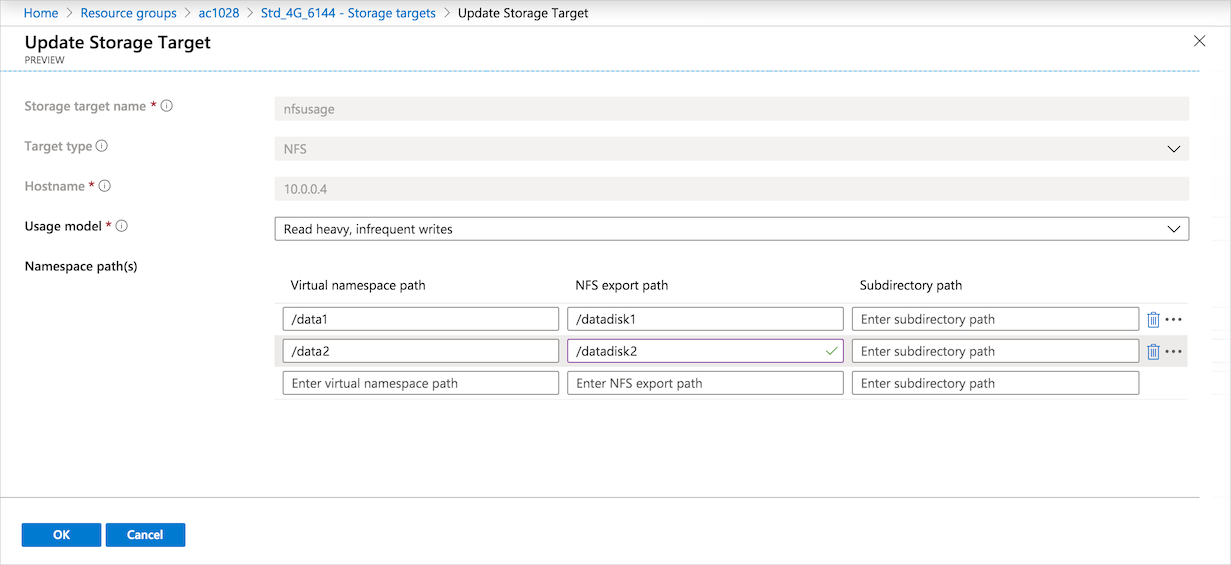 Home > Resource groups > ac1028 > Std_4G_6144 - Storage targets > Update Storage Target
Update Storage Target
PREVIEW
Storage target name *
nfsusage
Target type
NFS
Hostname *
10.0.0.4
Usage model *
Read heavy, infrequent writes
Namespace path(s)
Virtual namespace path NFS export path Subdirectory path
/data1 /datadisk1 Enter subdirectory path
/data2 /datadisk2 Enter subdirectory path
Enter virtual namespace path Enter NFS export path Enter subdirectory path
OK Cancel